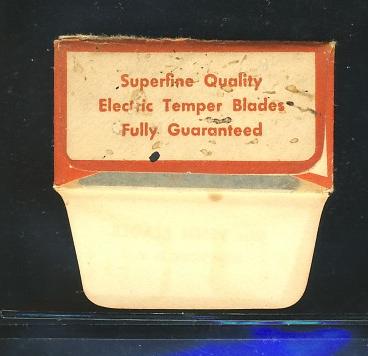 Superfine Quality
Electric Temper Blades
Fully Guaranteed